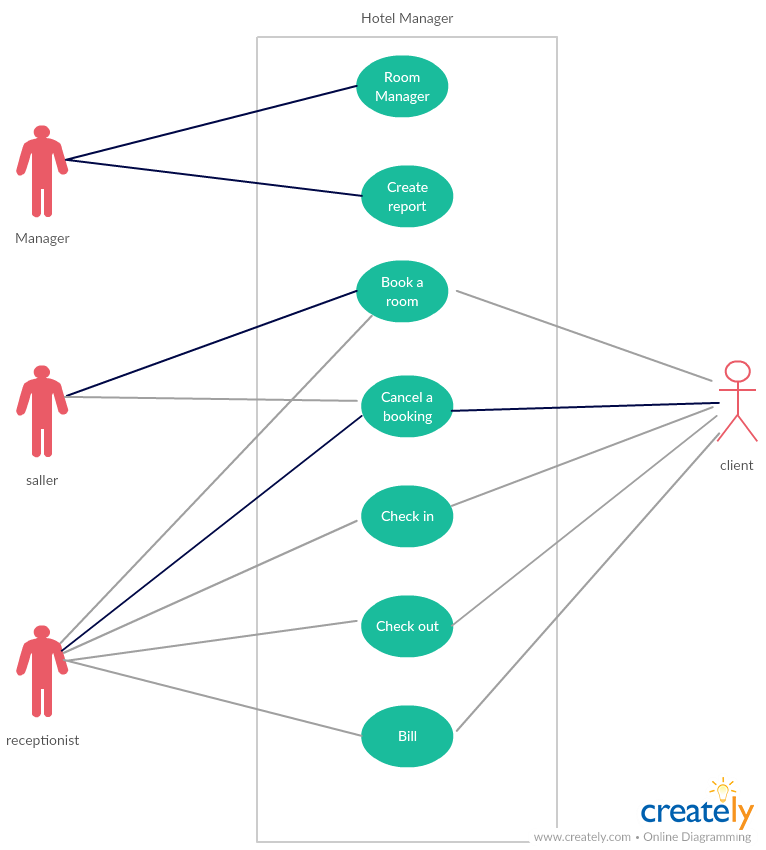 Hotel Manager
Room
Manager
Create
report
Manager
Book a
room
Cancel a
booking
saller
client
Check in
Check out
receptionist
Bill
creately
www.creately.com • Online Diagramming